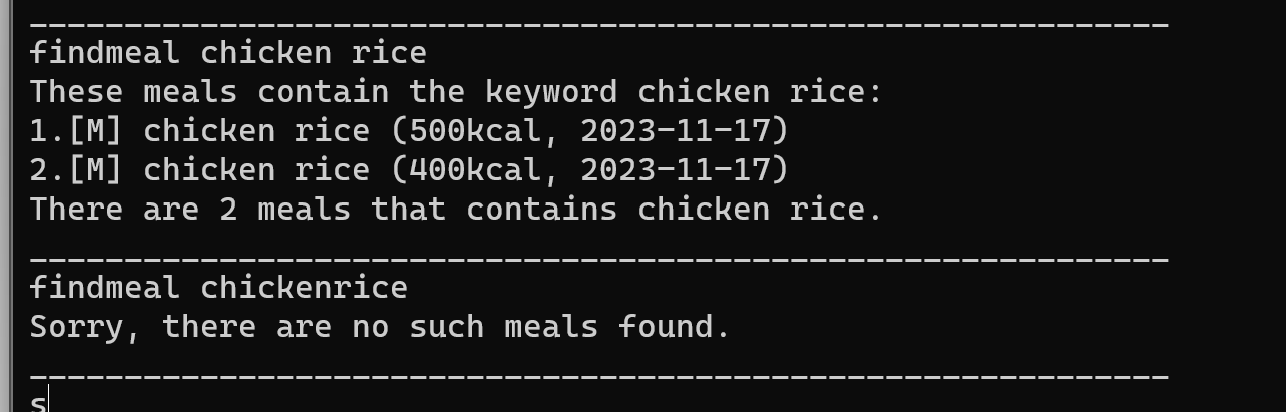 ____________________________________________________________
findmeal chicken rice
These meals contain the keyword chicken rice:
1.[M] chicken rice (500kcal, 2023-11-17)
2.[M] chicken rice (400kcal, 2023-11-17)
There are 2 meals that contains chicken rice.
____________________________________________________________
findmeal chickenrice
Sorry, there are no such meals found.
____________________________________________________________
s